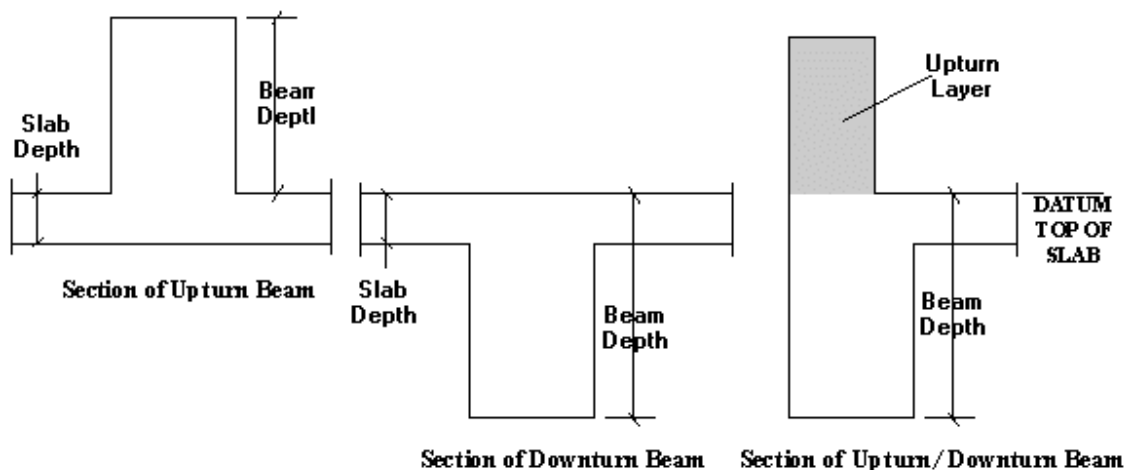 Slab
Depth
Beam
Deptl
Section of Upturn Beam
Slab
Depth
Beam
Depth
Section of Downturn Beam
Upturn
Layer
DATUM
TOP OF
SLAB
Beam
Depth
Section of Upturn/Downturn Beam